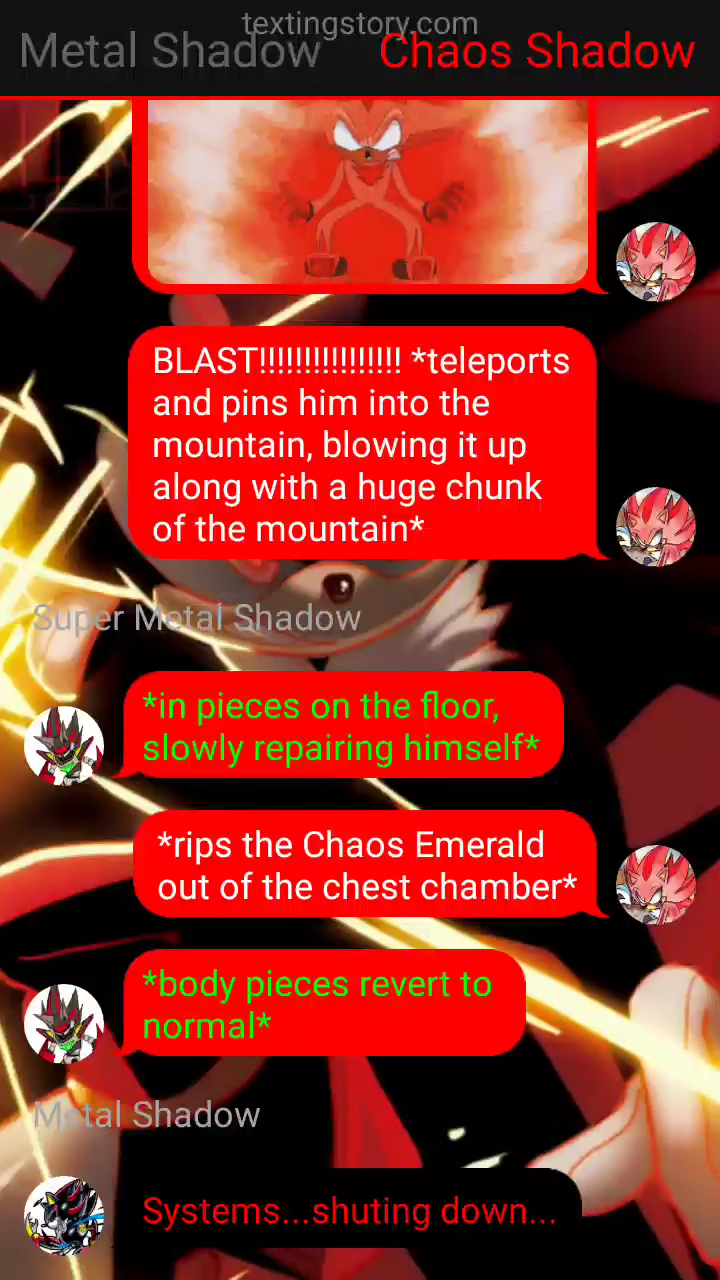 textingstory.com
Metal Shadow Chaos Shadow
BLAST!!!!!!!!!!!!!!!! *teleports
and pins him into the
mountain, blowing it up
along with a huge chunk
of the mountain*
Super Metal Shadow
*in pieces on the floor,
slowly repairing himself*
*rips the Chaos Emerald
out of the chest chamber*
*body pieces revert to
normal*
Metal Shadow
Systems...shuting down...